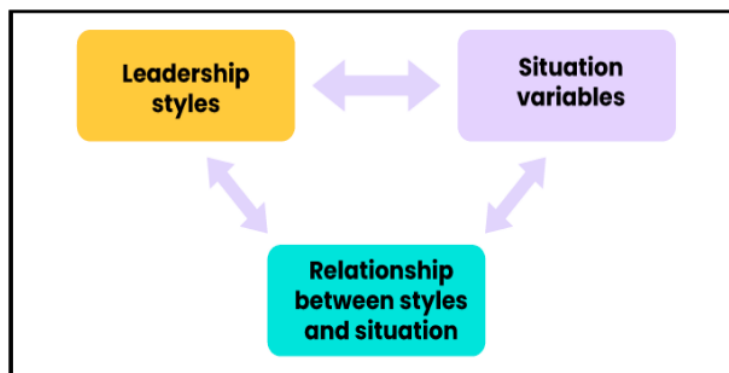 Leadership
styles
Situation
variables
Relationship
between styles
and situation